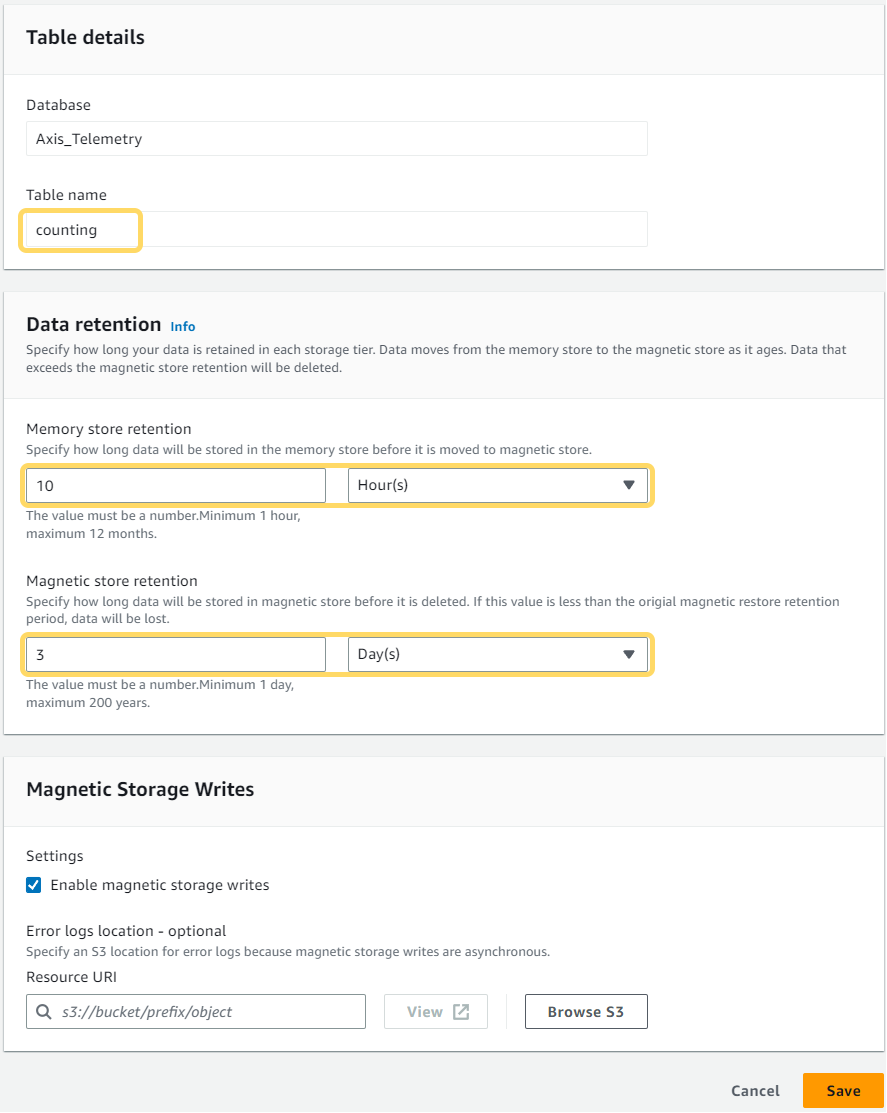 Table details
Database
Axis_Telemetry
Table name
counting
Data retention Info
Specify how long your data is retained in each storage tier. Data moves from the memory store to the magnetic store as it ages. Data that
exceeds the magnetic store retention will be deleted.
Memory store retention
Specify how long data will be stored in the memory store before it is moved to magnetic store.
10 Hour(s)
The value must be a number.Minimum 1 hour,
maximum 12 months.
Magnetic store retention
Specify how long data will be stored in magnetic store before it is deleted. If this value is less than the origial magnetic restore retention
period, data will be lost.
3 Day(s)
The value must be a number.Minimum 1 day,
maximum 200 years.
Magnetic Storage Writes
Settings
Enable magnetic storage writes
Error logs location - optional
Specify an S3 location for error logs because magnetic storage writes are asynchronous.
Resource URI
s3://bucket/prefix/object View Browse S3
Cancel Save